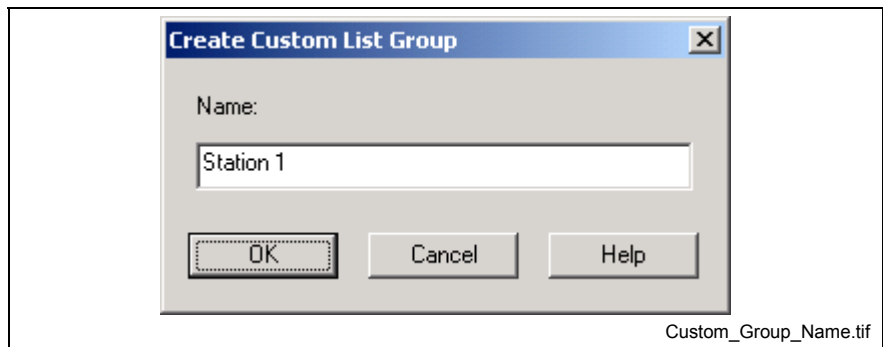 Create Custom List Group
Name:
Station 1
OK Cancel Help
Custom_Group_Name.tif